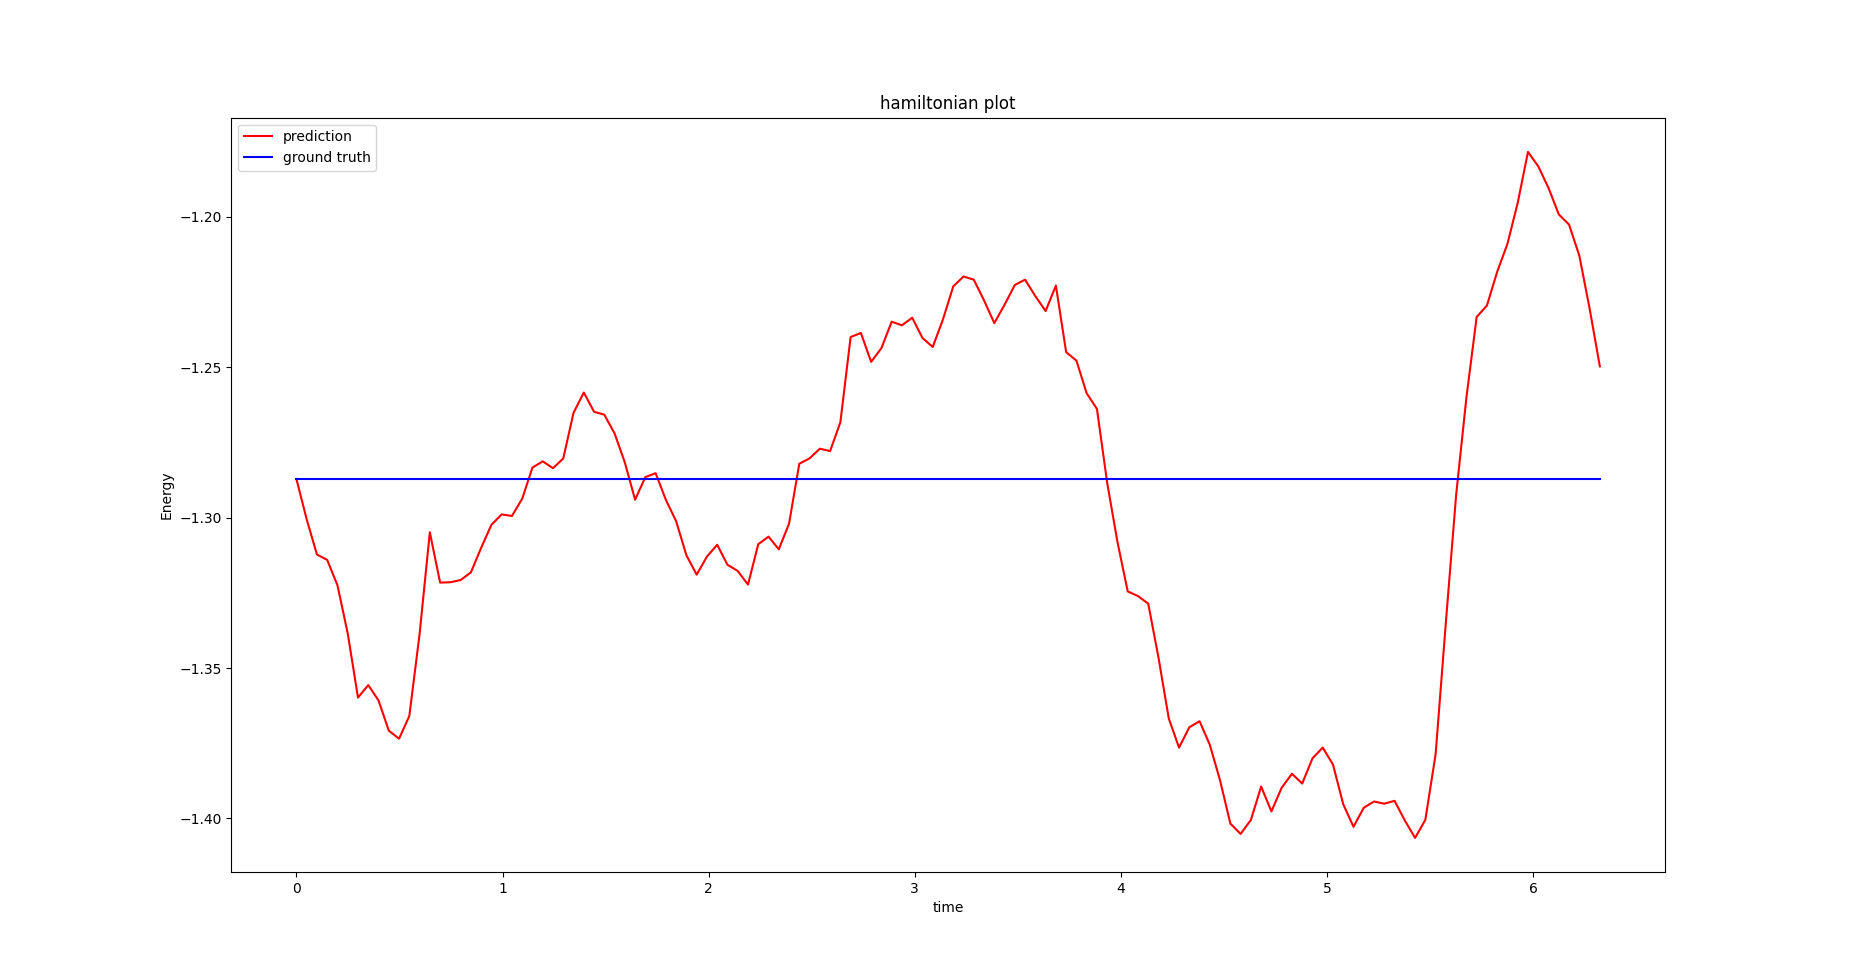 hamiltonian plot
prediction
ground truth
Energy
−1.20
−1.25
−1.30
−1.35
−1.40
0 1 2 3 4 5 6
time